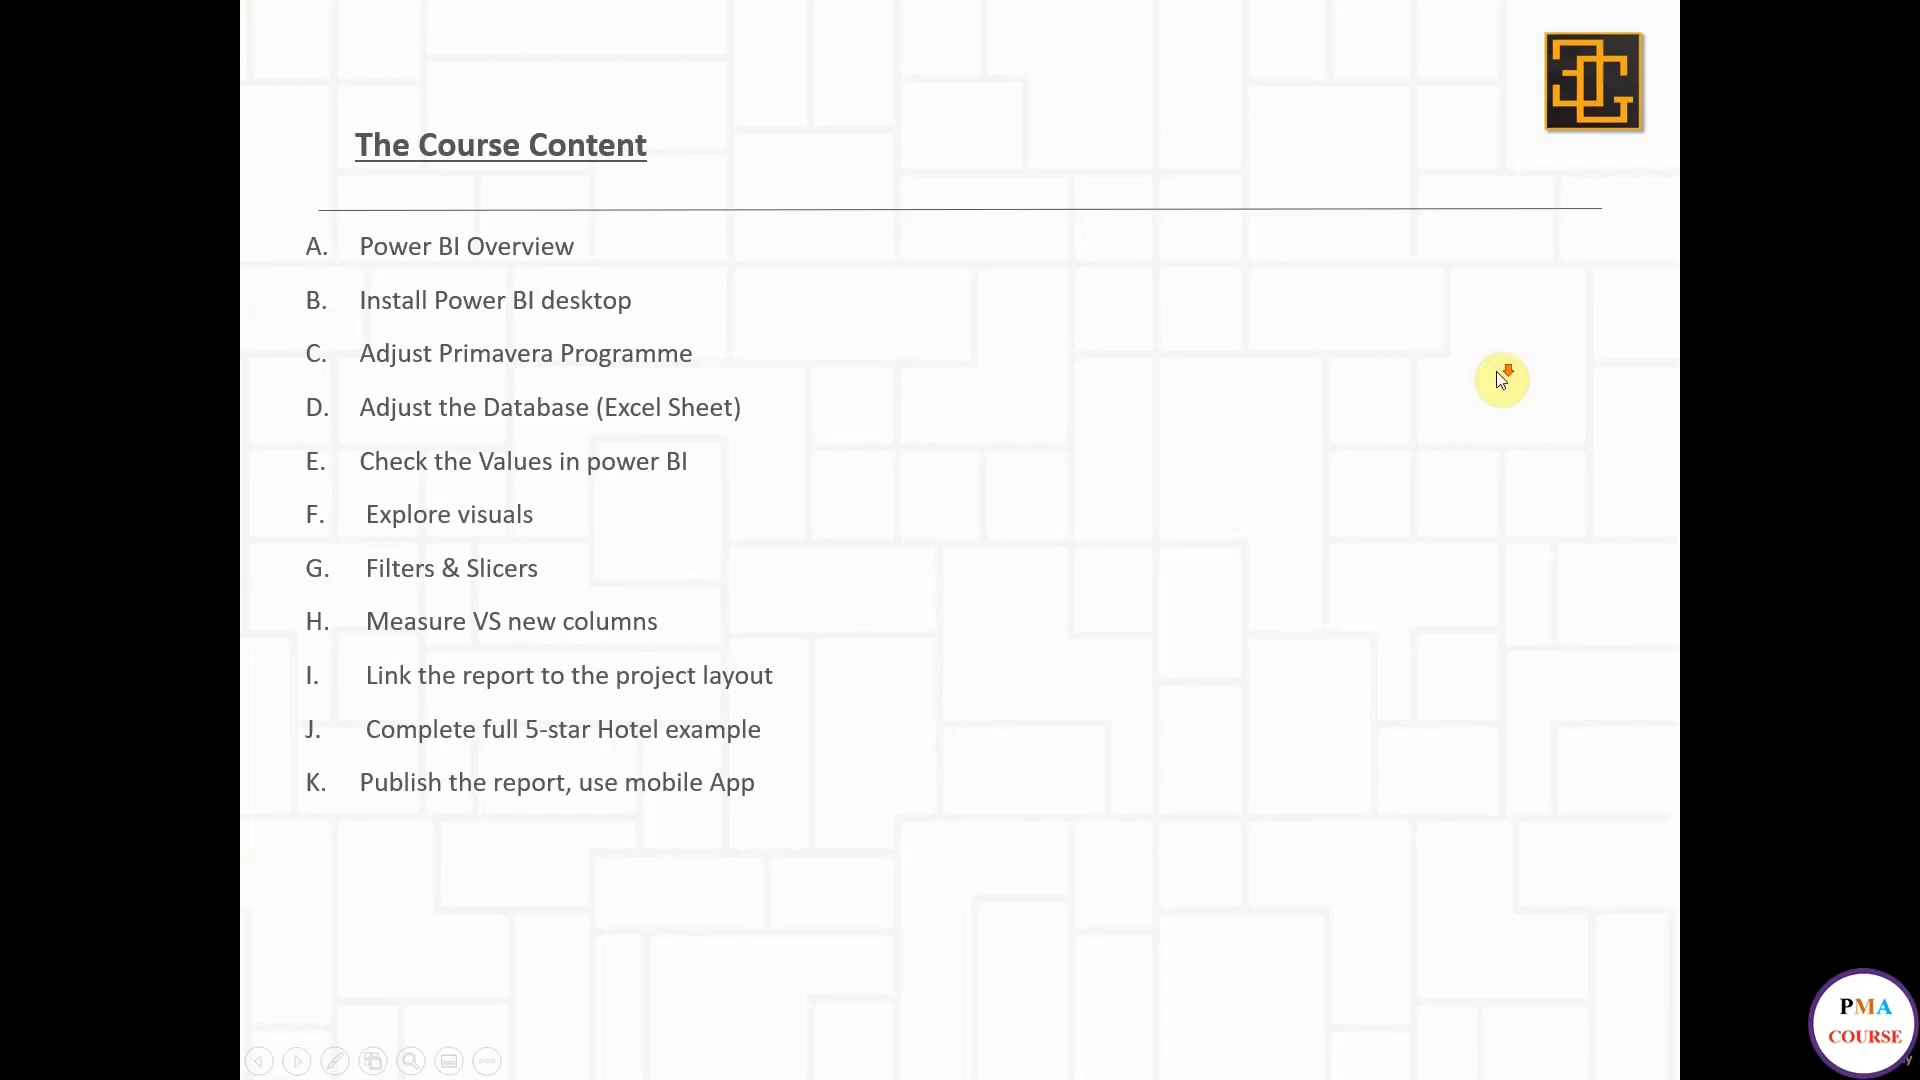 The Course Content
A. Power BI Overview
B. Install Power BI desktop
C. Adjust Primavera Programme
D. Adjust the Database (Excel Sheet)
E. Check the Values in power BI
F. Explore visuals
G. Filters & Slicers
H. Measure VS new columns
I. Link the report to the project layout
J. Complete full 5-star Hotel example
K. Publish the report, use mobile App
PMA
COURSE